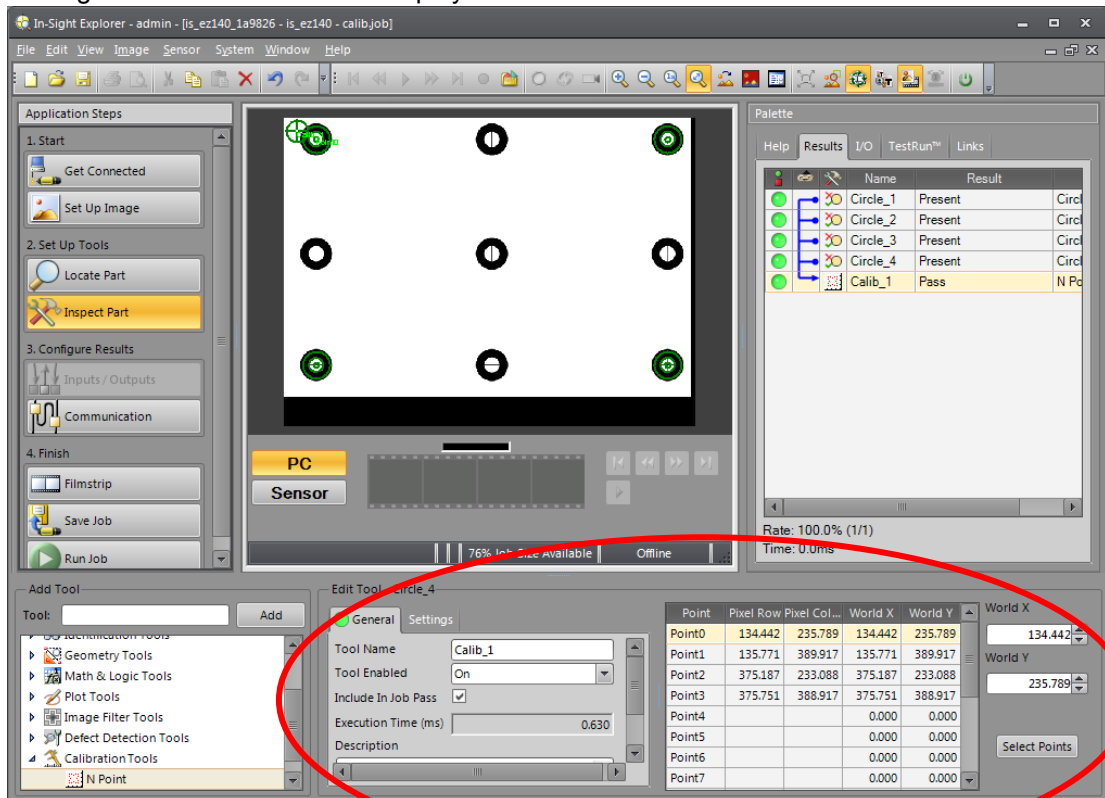 In-Sight Explorer - admin - [is_ez140_1a9826 - is_ez140 - calib.job]
File Edit View Image Sensor System Window Help
Application Steps
1. Start
Get Connected
Set Up Image
2. Set Up Tools
Locate Part
Inspect Part
3. Configure Results
Inputs / Outputs
Communication
4. Finish
Filmstrip
Save Job
Run Job
PC
Sensor
76% Job Size Available Offline
Palette
Help Results I/O TestRun™ Links
Name Result
Circle_1 Present Circl
Circle_2 Present Circl
Circle_3 Present Circl
Circle_4 Present Circl
Calib_1 Pass N Po
Rate: 100.0% (1/1)
Time: 0.0ms
Add Tool
Tool: Add
Identification Tools
Geometry Tools
Math & Logic Tools
Plot Tools
Image Filter Tools
Defect Detection Tools
Calibration Tools
N Point
Edit Tool - Circle_4
General Settings
Tool Name Calib_1
Tool Enabled On
Include In Job Pass
Execution Time (ms) 0.630
Description
Point Pixel Row Pixel Col... World X World Y
Point0 134.442 235.789 134.442 235.789
Point1 135.771 389.917 135.771 389.917
Point2 375.187 233.088 375.187 233.088
Point3 375.751 388.917 375.751 388.917
Point4 0.000 0.000
Point5 0.000 0.000
Point6 0.000 0.000
Point7 0.000 0.000
World X
134.442
World Y
235.789
Select Points